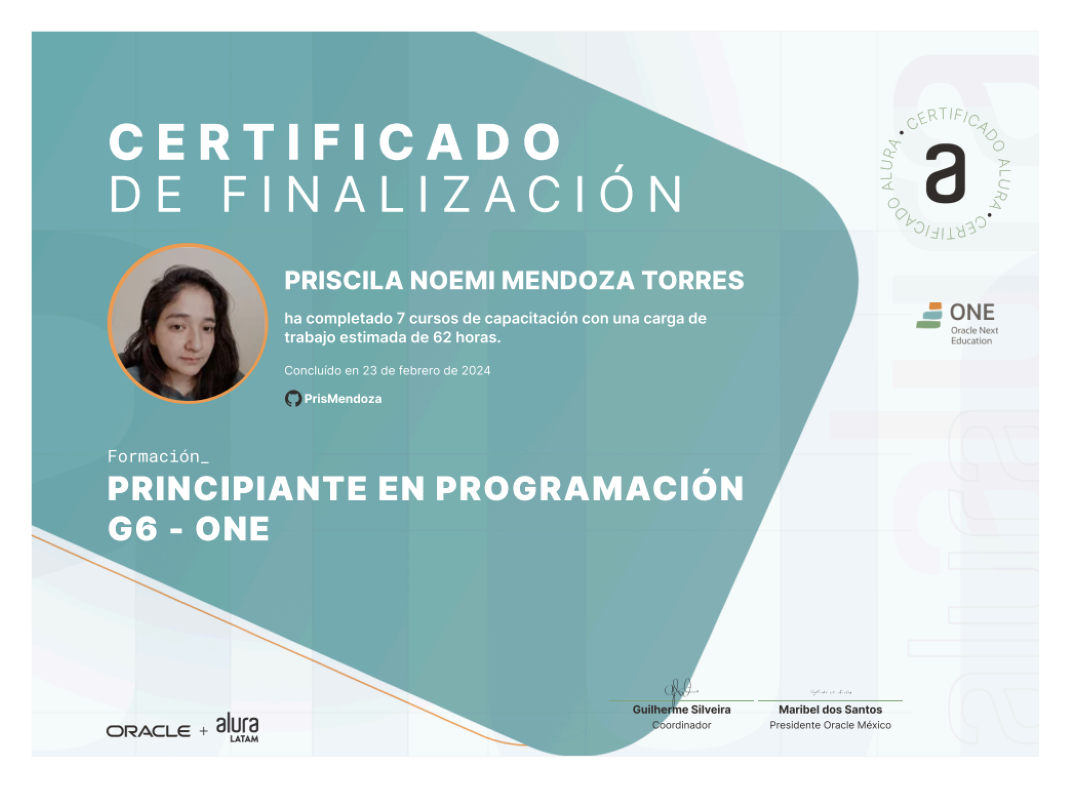 CERTIFICADO
DE FINALIZACIÓN
CERTIFICADO ALURA • CERTIFICADO ALURA •
a
PRISCILA NOEMI MENDOZA TORRES
ha completado 7 cursos de capacitación con una carga de
trabajo estimada de 62 horas.
Concluído en 23 de febrero de 2024
PrisMendoza
ONE
Oracle Next
Education
Formación_
PRINCIPIANTE EN PROGRAMACIÓN
G6 - ONE
ORACLE + alura
LATAM
Guilherme Silveira
Coordinador
Maribel dos Santos
Presidente Oracle México
alura